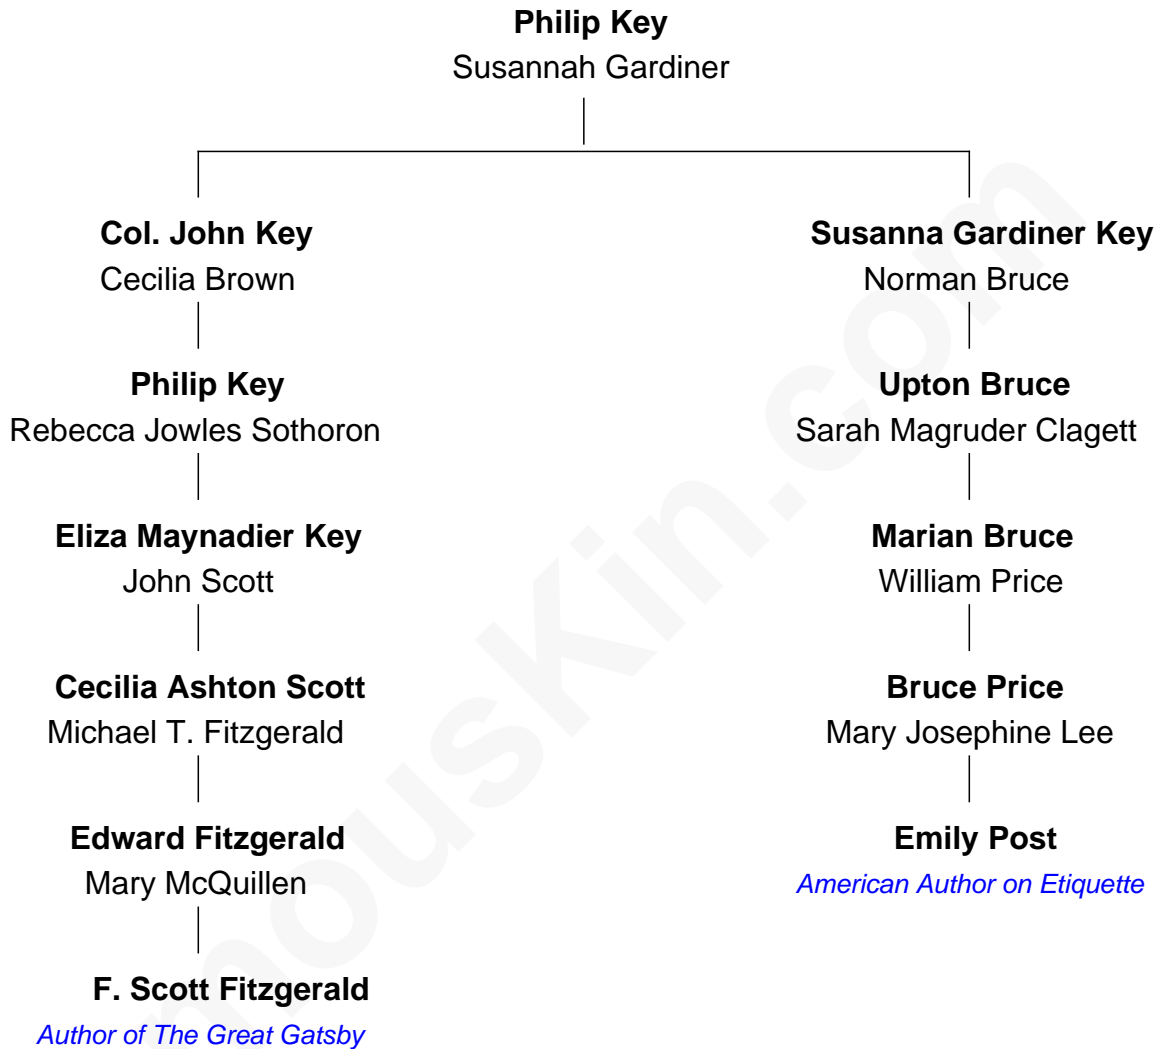 Philip Key
Susannah Gardiner
Col. John Key
Cecilia Brown
Susanna Gardiner Key
Norman Bruce
Philip Key
Rebecca Jowles Sothoron
Upton Bruce
Sarah Magruder Clagett
Eliza Maynadier Key
John Scott
Marian Bruce
William Price
Cecilia Ashton Scott
Michael T. Fitzgerald
Bruce Price
Mary Josephine Lee
Edward Fitzgerald
Mary McQuillen
Emily Post
American Author on Etiquette
F. Scott Fitzgerald
Author of The Great Gatsby
mousKin.com